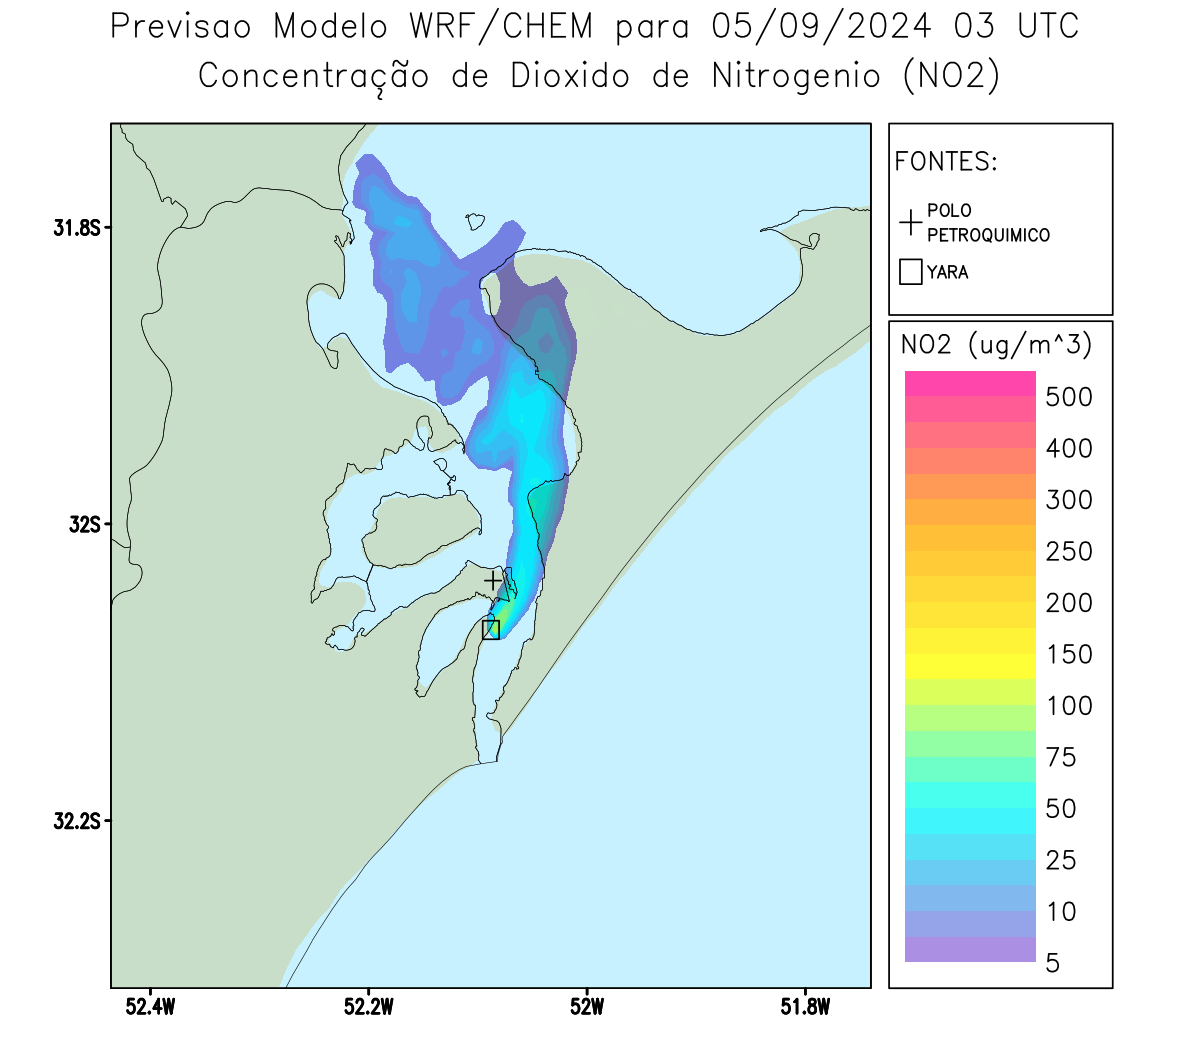 Previsao Modelo WRF/CHEM para 05/09/2024 03 UTC
Concentração de Dioxido de Nitrogenio (NO2)
FONTES:
POLO
PETROQUIMICO
YARA
NO2 (ug/m^3)
500
400
300
250
200
150
100
75
50
25
10
5
31.8S
32S
32.2S
52.4W
52.2W
52W
51.8W